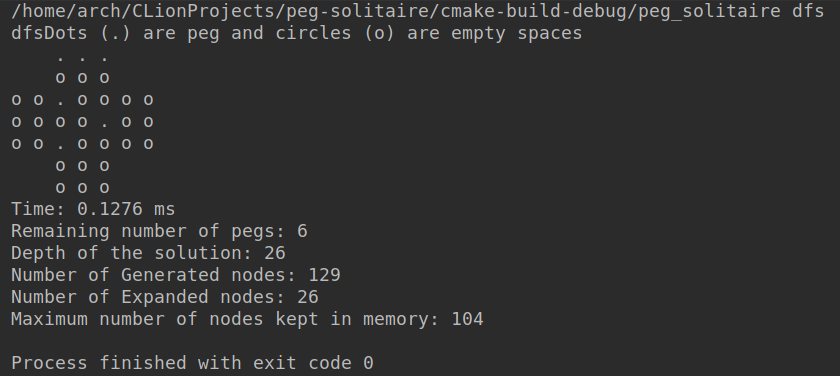 /home/arch/CLionProjects/peg-solitaire/cmake-build-debug/peg_solitaire dfs
dfsDots (.) are peg and circles (o) are empty spaces
    . . .
    o o o
o o . o o o o
o o o o . o o
o o . o o o o
    o o o
    o o o
Time: 0.1276 ms
Remaining number of pegs: 6
Depth of the solution: 26
Number of Generated nodes: 129
Number of Expanded nodes: 26
Maximum number of nodes kept in memory: 104
Process finished with exit code 0